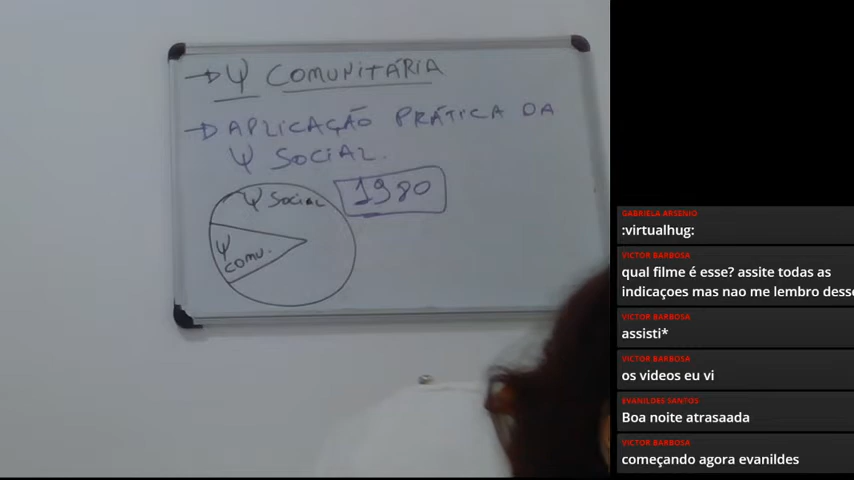 → Ψ COMUNITÁRIA
→ APLICAÇÃO PRÁTICA DA
Ψ SOCIAL.
1980
Ψ SOCIAL
Ψ
COMU.
GABRIELA ARSENIO
:virtualhug:
VICTOR BARBOSA
qual filme é esse? assite todas as
indicaçoes mas nao me lembro desse
VICTOR BARBOSA
assisti*
VICTOR BARBOSA
os videos eu vi
EVANILDES SANTOS
Boa noite atrasaada
VICTOR BARBOSA
começando agora evanildes